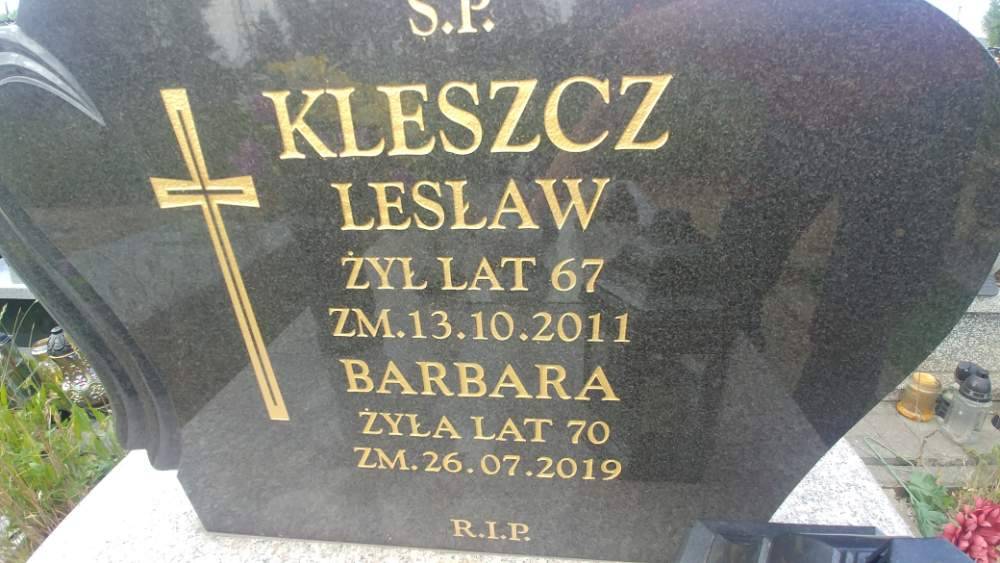 Ś.P.
KLESZCZ
LESŁAW
ŻYŁ LAT 67
ZM.13.10.2011
BARBARA
ŻYŁA LAT 70
ZM.26.07.2019
R.I.P.